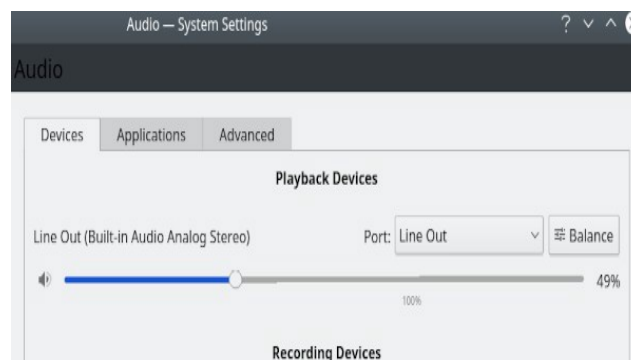 Audio — System Settings
Audio
Devices Applications Advanced
Playback Devices
Line Out (Built-in Audio Analog Stereo) Port: Line Out Balance
49%
100%
Recording Devices